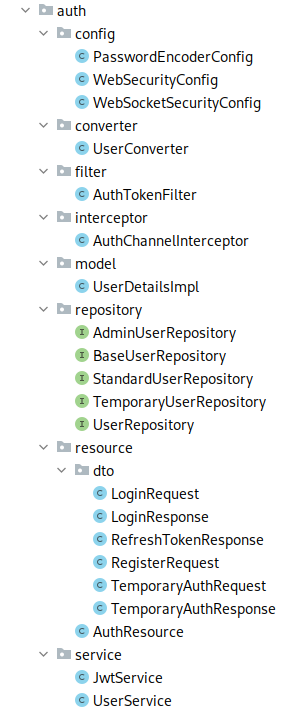 auth
config
PasswordEncoderConfig
WebSecurityConfig
WebSocketSecurityConfig
converter
UserConverter
filter
AuthTokenFilter
interceptor
AuthChannelInterceptor
model
UserDetailsImpl
repository
AdminUserRepository
BaseUserRepository
StandardUserRepository
TemporaryUserRepository
UserRepository
resource
dto
LoginRequest
LoginResponse
RefreshTokenResponse
RegisterRequest
TemporaryAuthRequest
TemporaryAuthResponse
AuthResource
service
JwtService
UserService